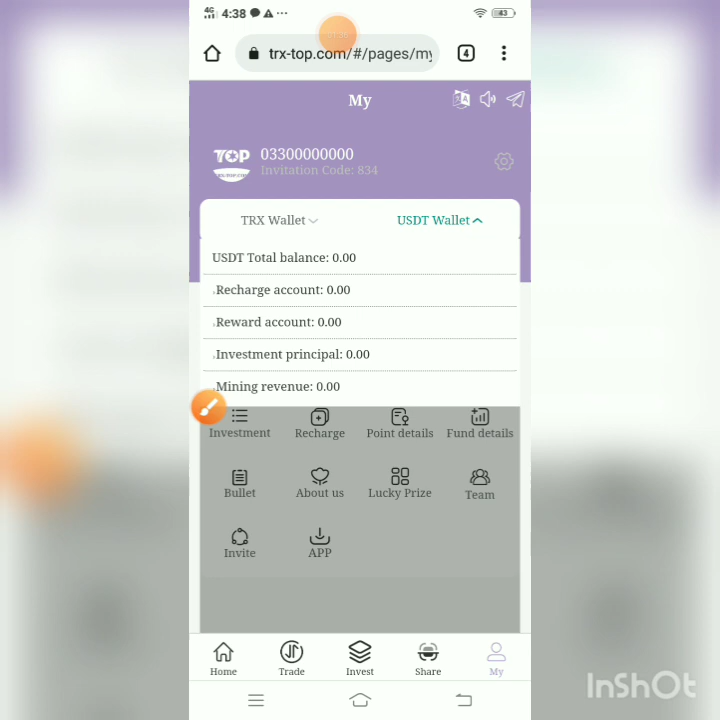 4G 4:38 ...
43
trx-top.com/#/pages/my
4
My
TOP
03300000000
Invitation Code: 834
TRX Wallet
USDT Wallet
USDT Total balance: 0.00
Recharge account: 0.00
Reward account: 0.00
Investment principal: 0.00
Mining revenue: 0.00
Investment
Recharge
Point details
Fund details
Bullet
About us
Lucky Prize
Team
Invite
APP
Home
Trade
Invest
Share
My
InShOt